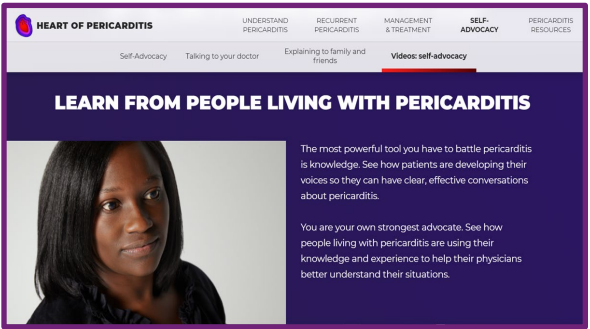 HEART OF PERICARDITIS
UNDERSTAND
PERICARDITIS
RECURRENT
PERICARDITIS
MANAGEMENT
& TREATMENT
SELF-
ADVOCACY
PERICARDITIS
RESOURCES
Self-Advocacy
Talking to your doctor
Explaining to family and
friends
Videos: self-advocacy
LEARN FROM PEOPLE LIVING WITH PERICARDITIS
The most powerful tool you have to battle pericarditis
is knowledge. See how patients are developing their
voices so they can have clear, effective conversations
about pericarditis.
You are your own strongest advocate. See how
people living with pericarditis are using their
knowledge and experience to help their physicians
better understand their situations.